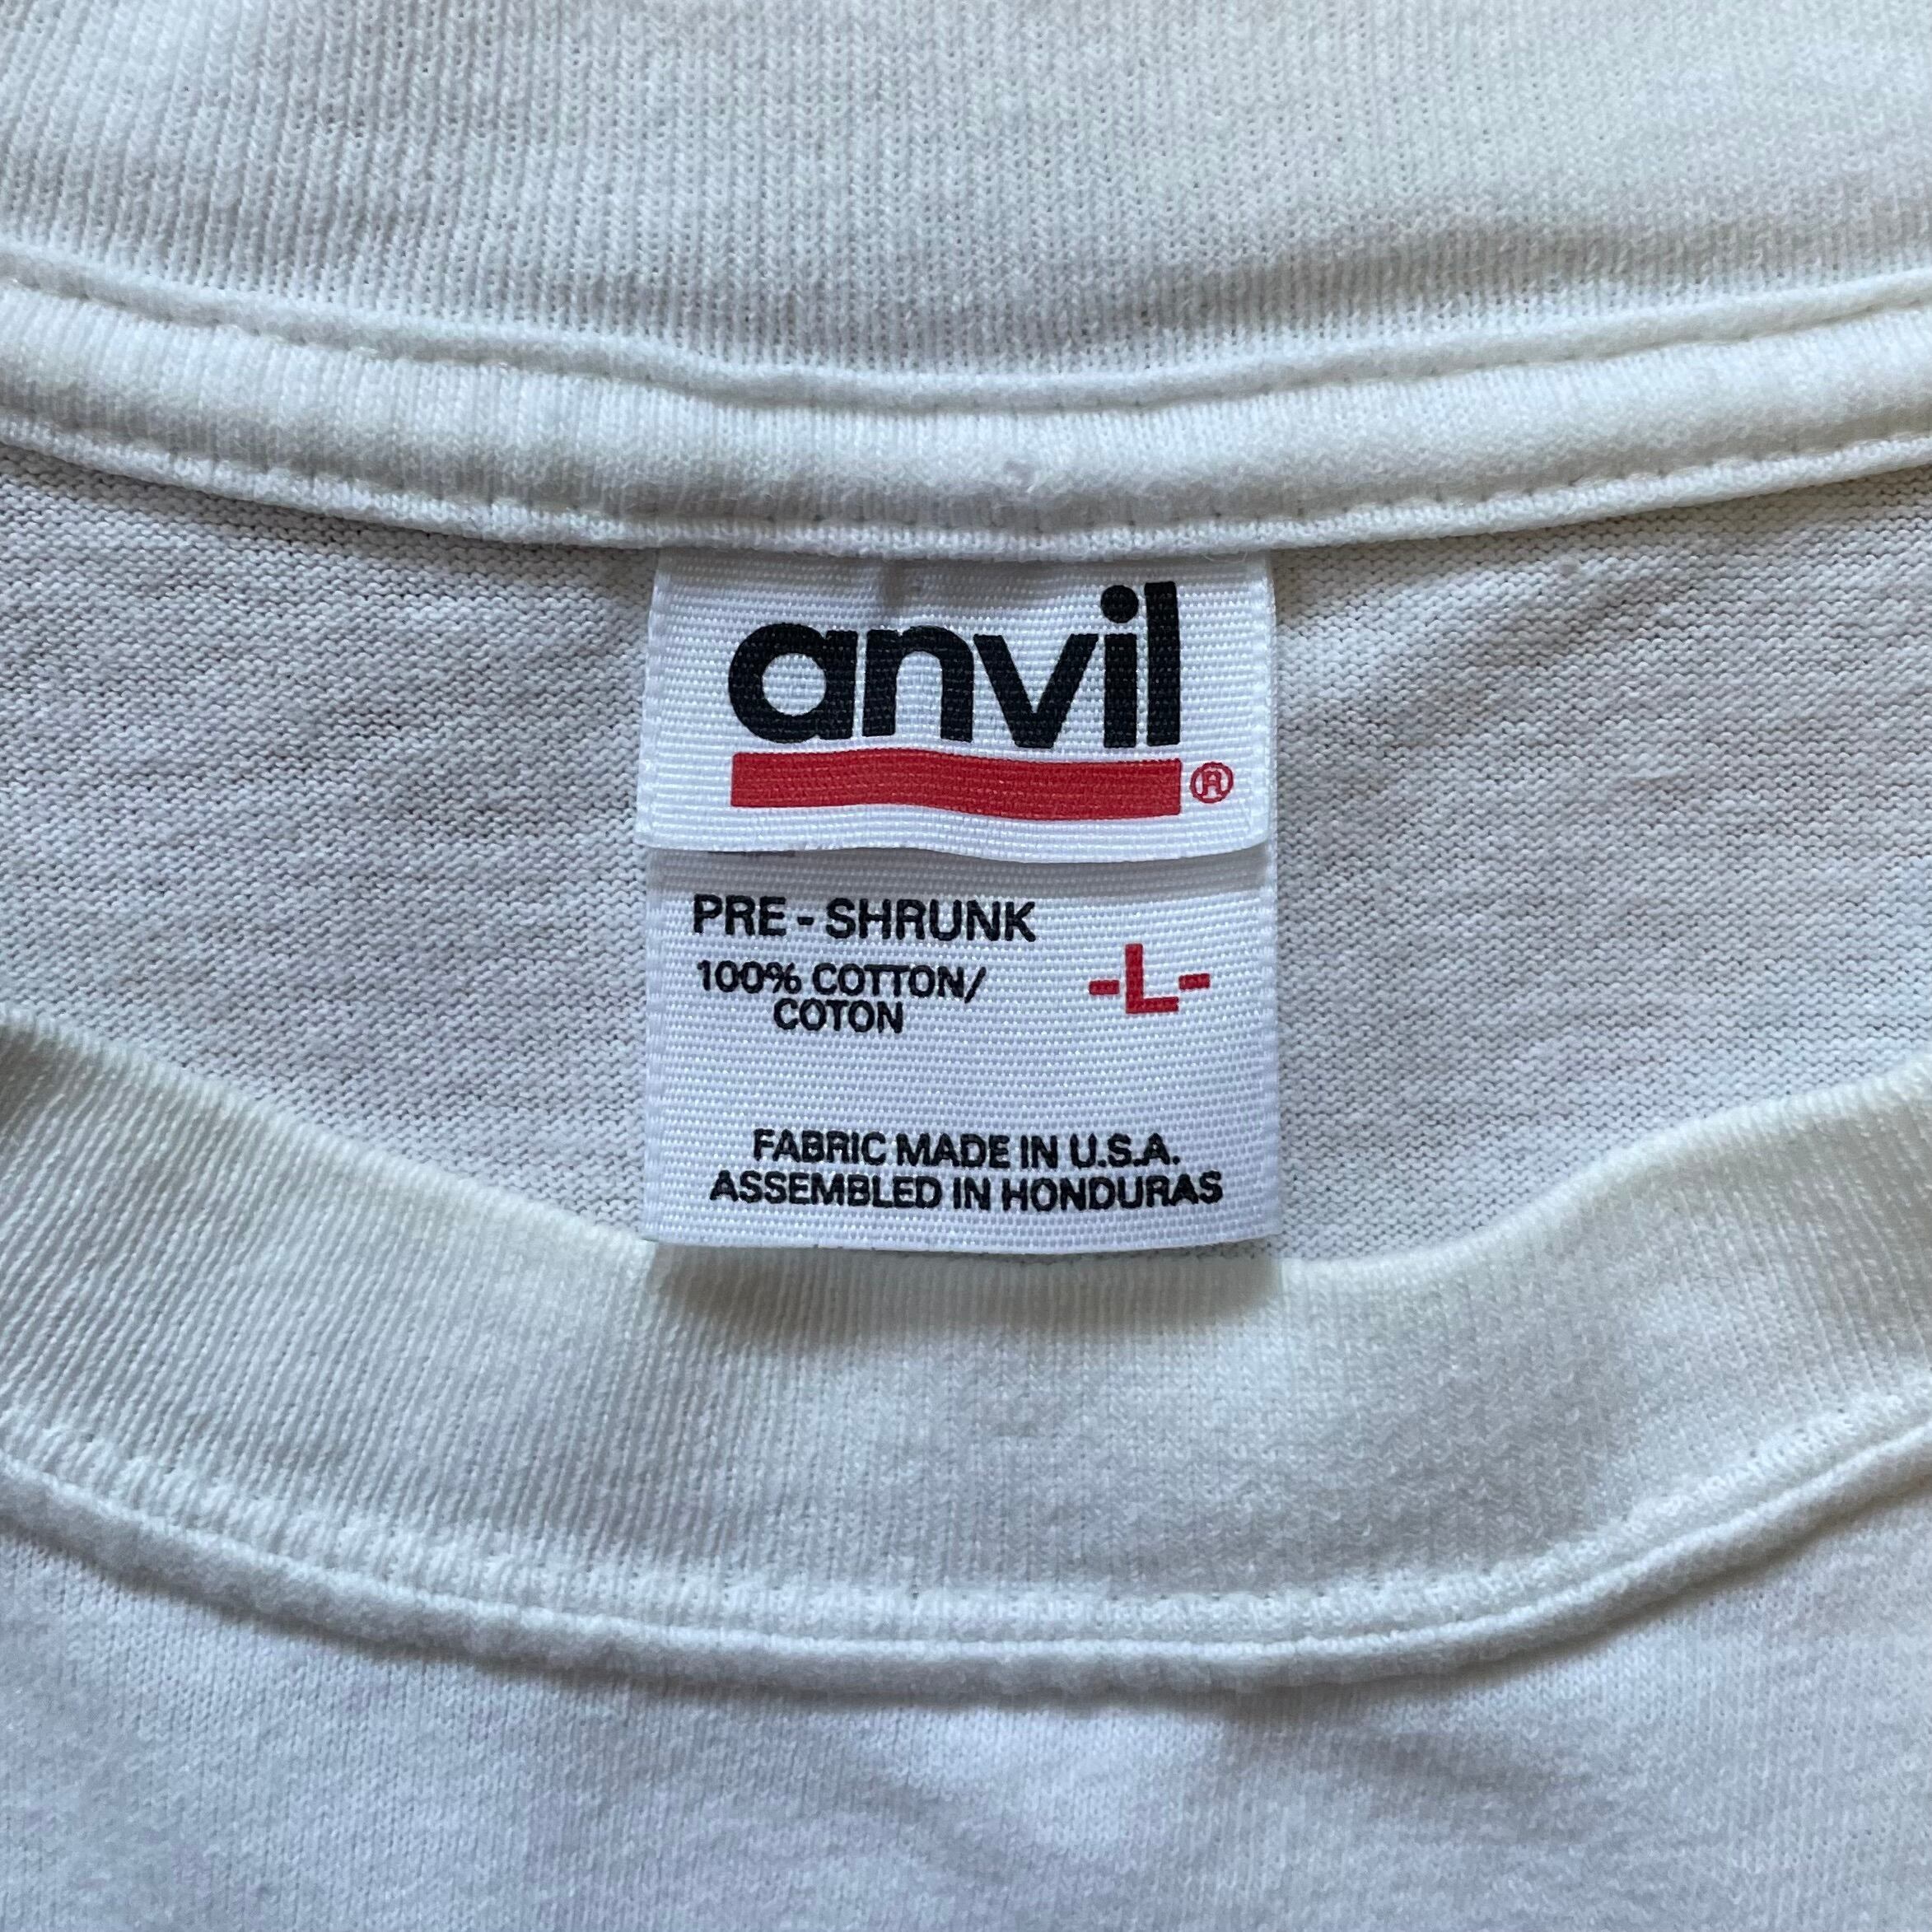 anvil
®
PRE - SHRUNK
100% COTTON/
COTON
-L-
FABRIC MADE IN U.S.A.
ASSEMBLED IN HONDURAS